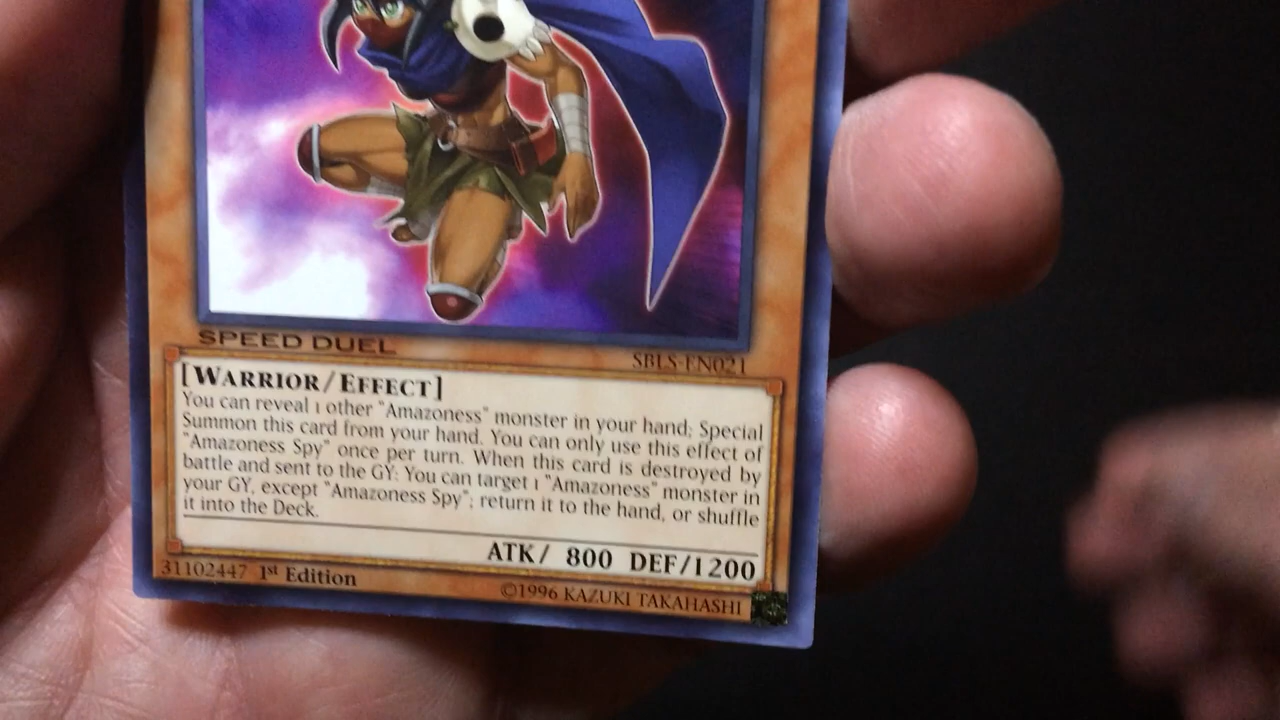 SPEED DUEL
SBLS-EN021
[WARRIOR/EFFECT]
You can reveal 1 other "Amazoness" monster in your hand; Special
Summon this card from your hand. You can only use this effect of
"Amazoness Spy" once per turn. When this card is destroyed by
battle and sent to the GY: You can target 1 "Amazoness" monster in
your GY, except "Amazoness Spy"; return it to the hand, or shuffle
it into the Deck.
ATK/ 800 DEF/1200
31102447 1st Edition
©1996 KAZUKI TAKAHASHI